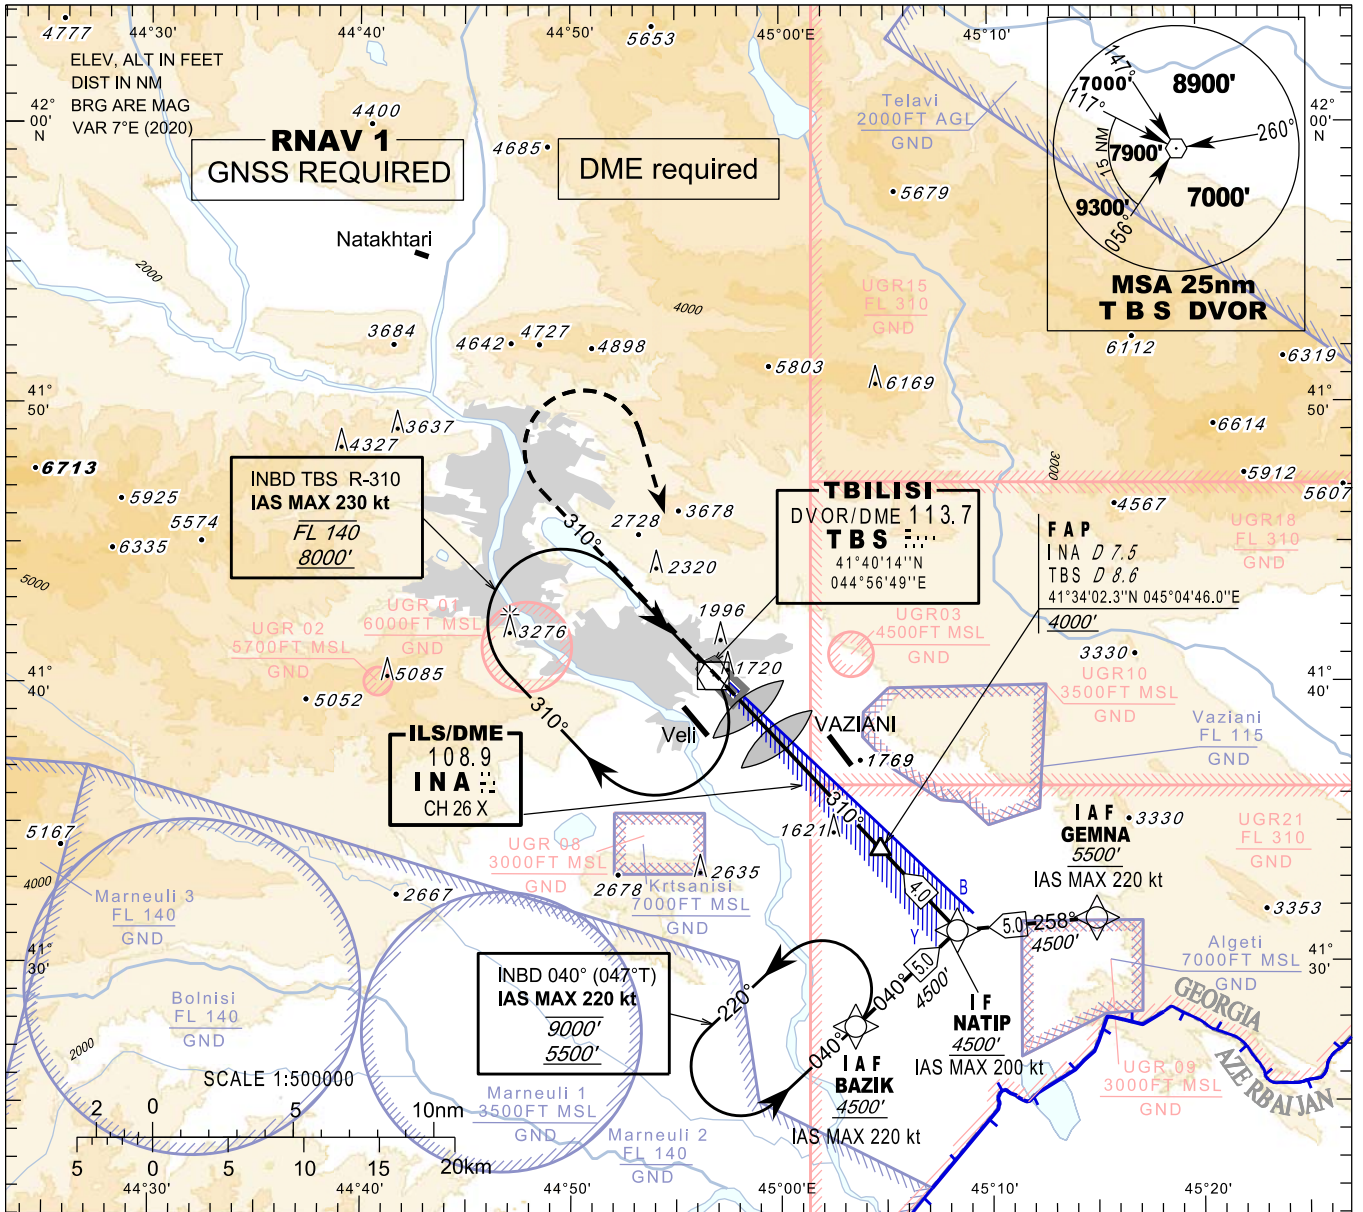 44°30'
44°40'
44°50'
45°00'
45°10'
4777
5653
ELEV, ALT IN FEET
DIST IN NM
BRG ARE MAG
VAR 7°E (2020)
42°
00'
N
4400
4685
RNAV 1
GNSS REQUIRED
DME required
Telavi
2000FT AGL
GND
5679
147°
7000'
117°
8900'
260°
15 NM
7900'
7000'
9300'
056°
MSA 25nm
TBS DVOR
42°
00'
N
Natakhtari
2000
UGR15
FL 310
GND
4000
3684
4642
4727
4898
5803
6169
6112
6319
41°
50'
41°
50'
3637
4327
6614
6713
5925
5574
6335
INBD TBS R-310
IAS MAX 230 kt
FL 140
8000'
310°
2728
3678
2320
TBILISI
DVOR/DME 113.7
TBS
41°40'14''N
044°56'49''E
3000
5912
5607
4567
UGR18
FL 310
GND
FAP
INA D 7.5
TBS D 8.6
41°34'02.3''N 045°04'46.0''E
4000'
5000
UGR 01
6000FT MSL
GND
UGR 02
5700FT MSL
GND
3276
1996
1720
UGR03
4500FT MSL
GND
3330
UGR10
3500FT MSL
GND
41°
40'
41°
40'
5085
5052
310°
Veli
VAZIANI
1769
Vaziani
FL 115
GND
ILS/DME
108.9
INA
CH 26 X
310°
1621
IAF
GEMNA
5500'
IAS MAX 220 kt
3330
UGR21
FL 310
GND
5167
4000
UGR 08
3000FT MSL
GND
2635
2678
Krtsanisi
7000FT MSL
GND
2667
Marneuli 3
FL 140
GND
4.0
B
Y
5.0
258°
4500'
3353
Algeti
7000FT MSL
GND
41°
30'
41°
30'
INBD 040° (047°T)
IAS MAX 220 kt
9000'
5500'
220°
040°
040°
5.0
4500'
IF
NATIP
4500'
IAS MAX 200 kt
GEORGIA
AZERBAIJAN
Bolnisi
FL 140
GND
2000
IAF
BAZIK
4500'
IAS MAX 220 kt
UGR 09
3000FT MSL
GND
SCALE 1:500000
2 0 5 10nm
5 0 5 10 15 20km
Marneuli 1
3500FT MSL
GND
Marneuli 2
FL 140
GND
44°30'
44°40'
44°50'
45°00'
45°10'
45°20'